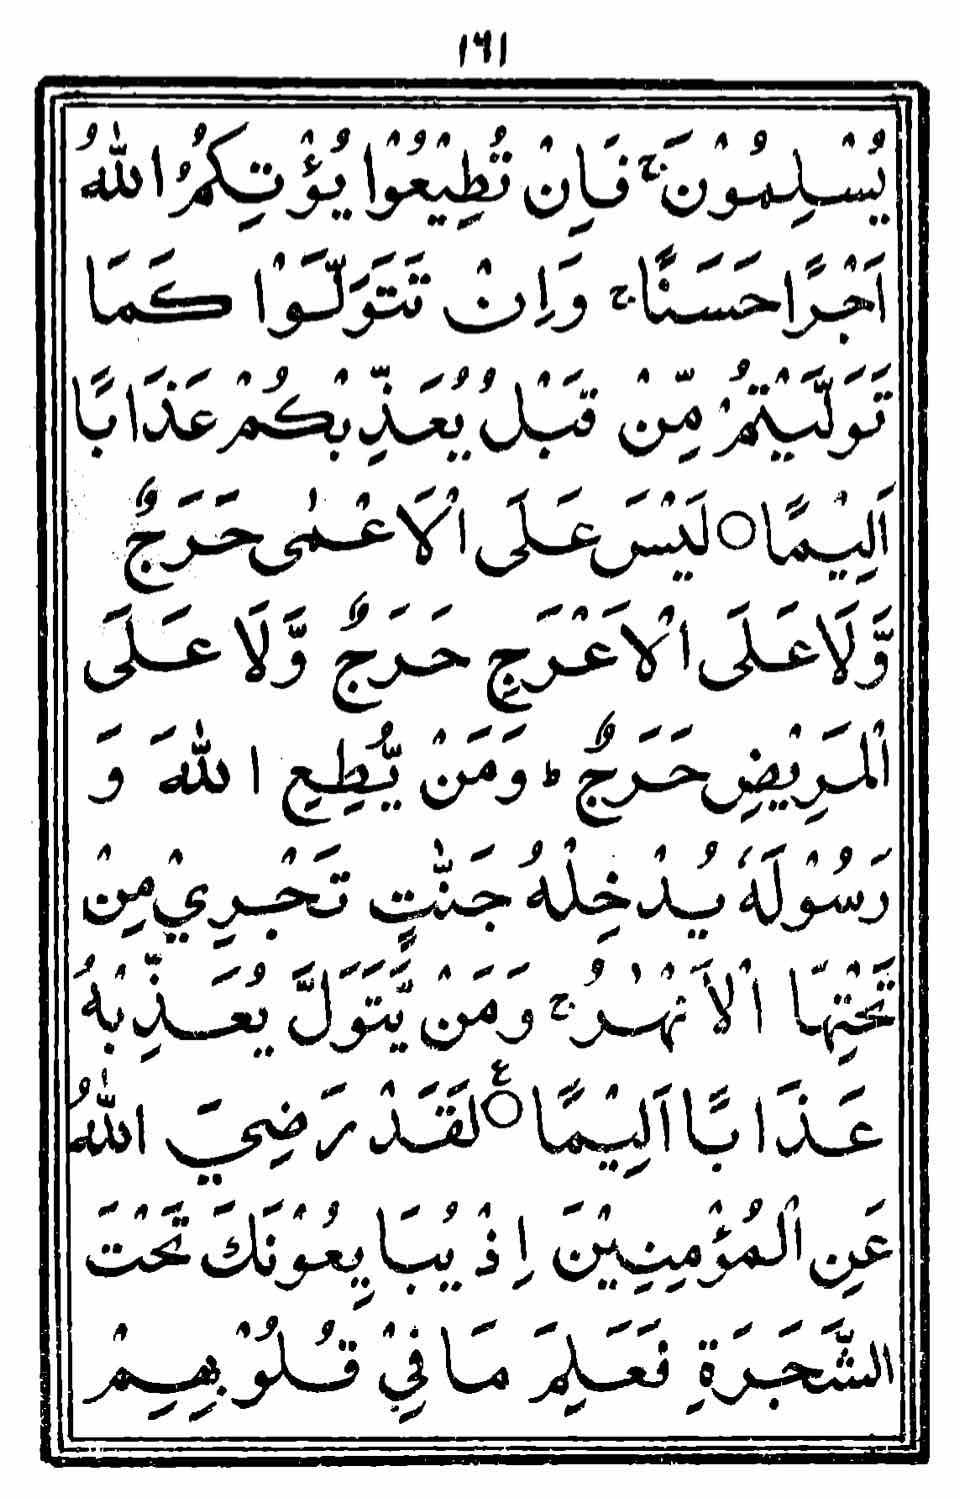 ١٦١
يُسْلِمُوْنَ ۚ فَاِنْ تُطِيْعُوْا يُؤْتِكُمُ اللّٰهُ
اَجْرًا حَسَنًا ۚ وَاِنْ تَتَوَلَّوْا كَمَا
تَوَلَّيْتُمْ مِّنْ قَبْلُ يُعَذِّبْكُمْ عَذَابًا
اَلِيْمًا ○ لَيْسَ عَلَى الْاَعْمٰى حَرَجٌ
وَّلَا عَلَى الْاَعْرَجِ حَرَجٌ وَّلَا عَلَى
الْمَرِيْضِ حَرَجٌ ؕ وَمَنْ يُّطِعِ اللّٰهَ وَ
رَسُوْلَهٗ يُدْخِلْهُ جَنّٰتٍ تَجْرِيْ مِنْ
تَحْتِهَا الْاَنْهٰرُ ۚ وَمَنْ يَّتَوَلَّ يُعَذِّبْهُ
عَذَابًا اَلِيْمًا ○ ع لَقَدْ رَضِيَ اللّٰهُ
عَنِ الْمُؤْمِنِيْنَ اِذْ يُبَايِعُوْنَكَ تَحْتَ
الشَّجَرَةِ فَعَلِمَ مَا فِيْ قُلُوْبِهِمْ